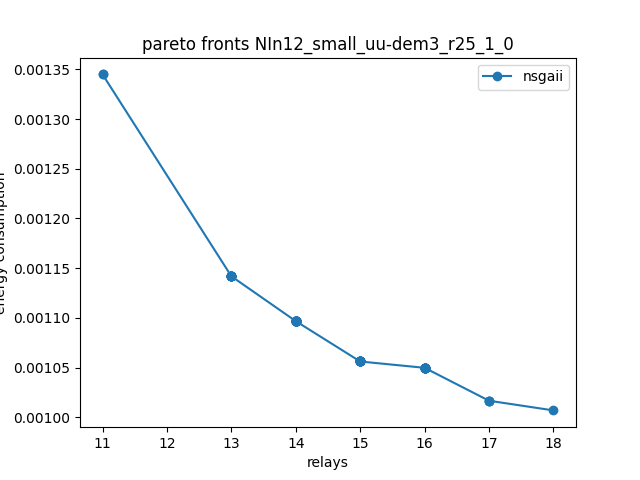 pareto fronts NIn12_small_uu-dem3_r25_1_0
nsgaii
0.00135
0.00130
0.00125
0.00120
0.00115
0.00110
0.00105
0.00100
energy consumption
11 12 13 14 15 16 17 18
relays